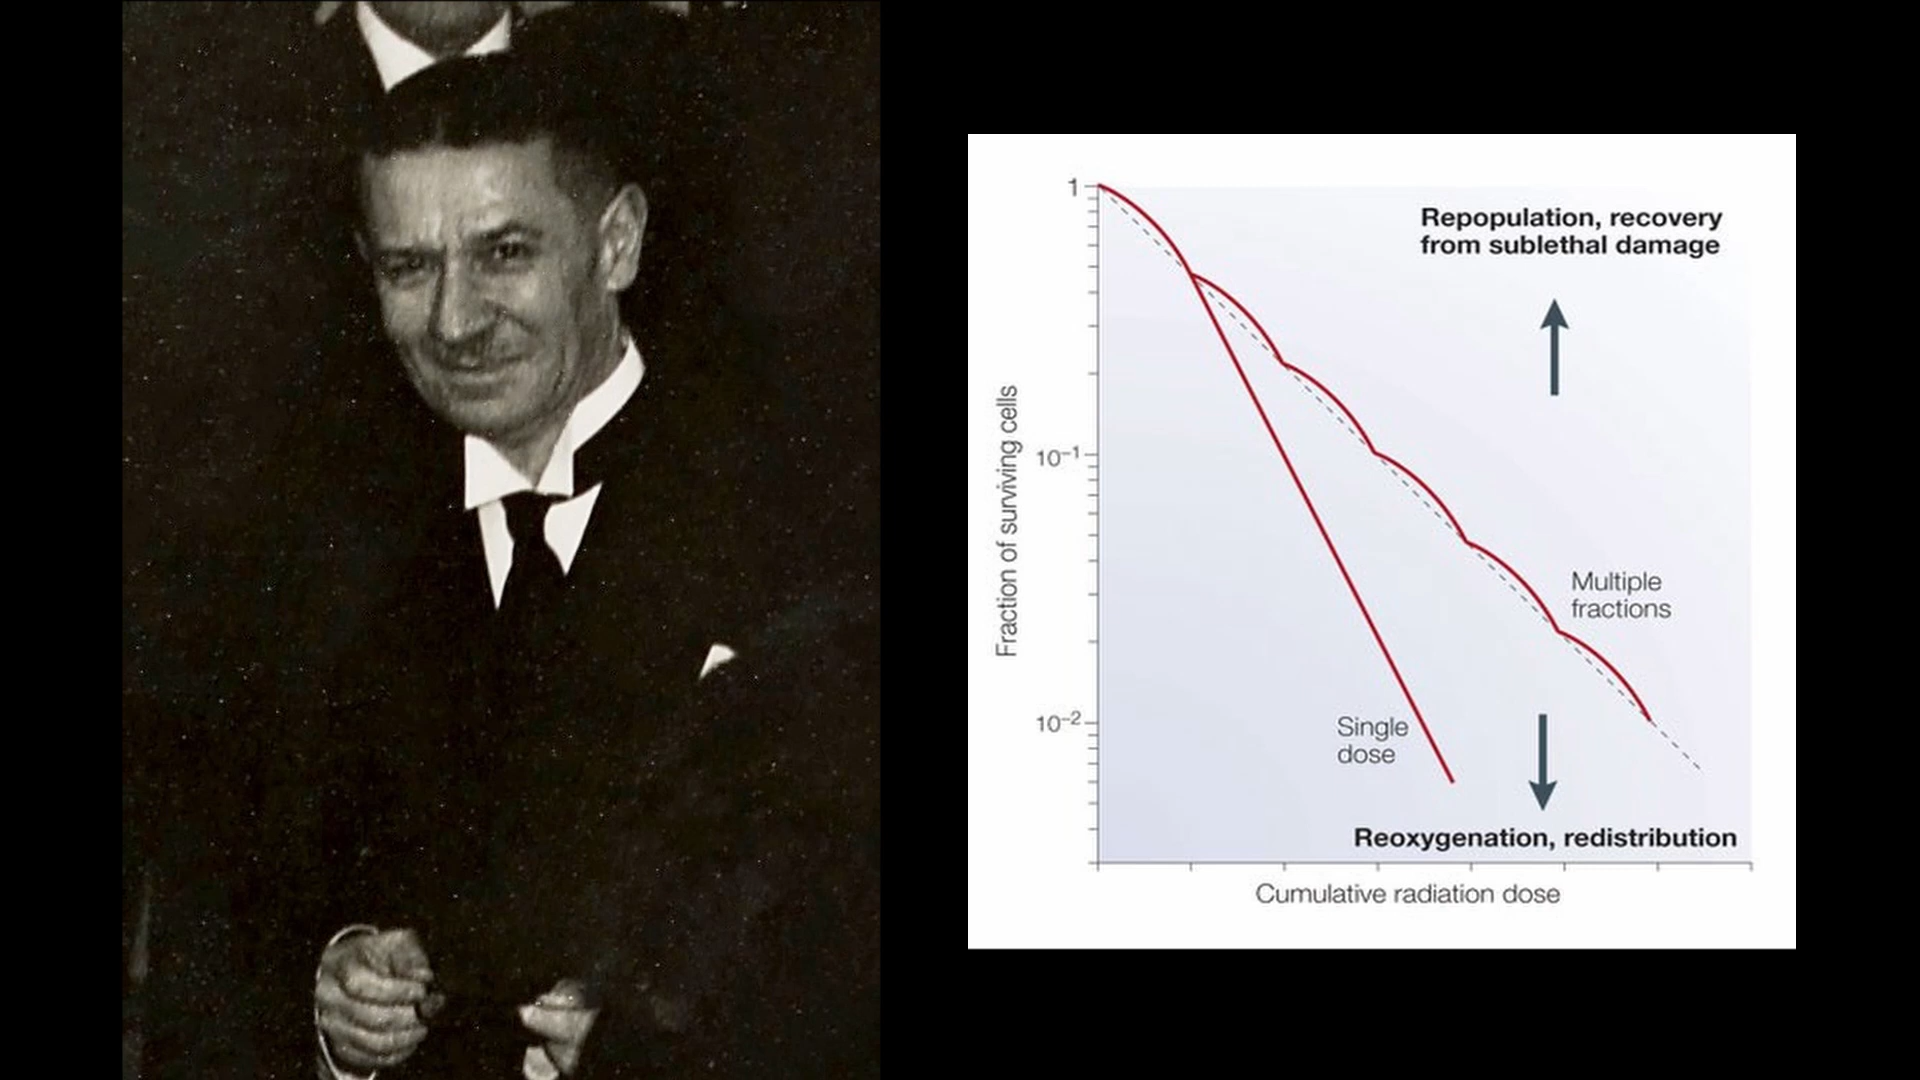 1
Repopulation, recovery
from sublethal damage
Fraction of surviving cells
10⁻¹
Multiple
fractions
10⁻²
Single
dose
Reoxygenation, redistribution
Cumulative radiation dose